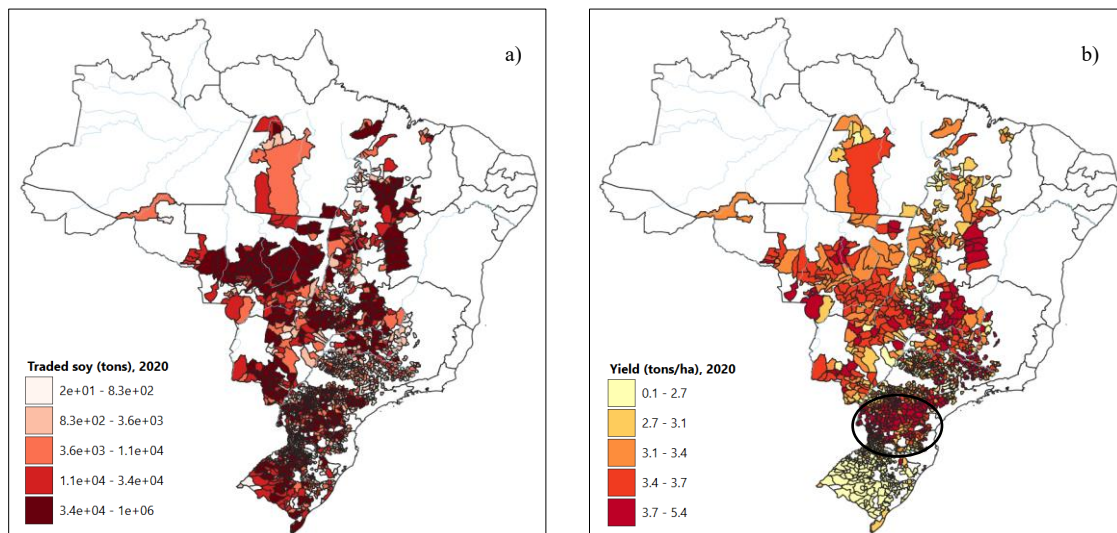 a)
Traded soy (tons), 2020
2e+01 - 8.3e+02
8.3e+02 - 3.6e+03
3.6e+03 - 1.1e+04
1.1e+04 - 3.4e+04
3.4e+04 - 1e+06
b)
Yield (tons/ha), 2020
0.1 - 2.7
2.7 - 3.1
3.1 - 3.4
3.4 - 3.7
3.7 - 5.4